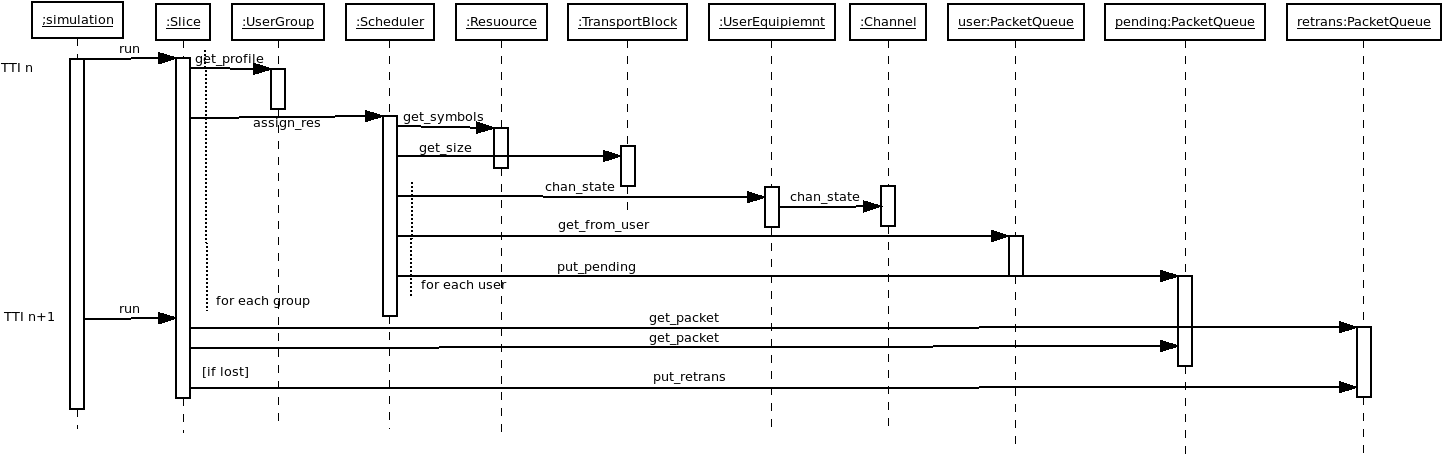 ;simulation
:Slice
:UserGroup
:Scheduler
:Resuource
:TransportBlock
:UserEquipiemnt
:Channel
user:PacketQueue
pending:PacketQueue
retrans:PacketQueue
TTI n
run
get_profile
assign_res
get_symbols
get_size
chan_state
chan_state
get_from_user
put_pending
for each user
for each group
TTI n+1
run
get_packet
get_packet
[if lost]
put_retrans